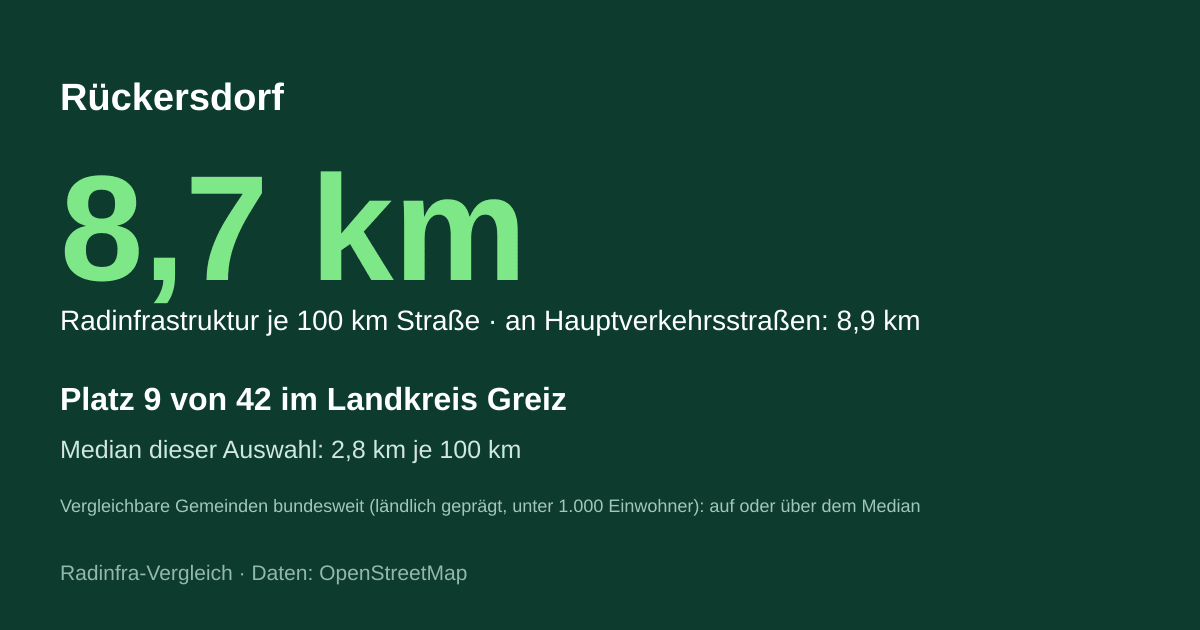 Rückersdorf
8,7 km
Radinfrastruktur je 100 km Straße · an Hauptverkehrsstraßen: 8,9 km
Platz 9 von 42 im Landkreis Greiz
Median dieser Auswahl: 2,8 km je 100 km
Vergleichbare Gemeinden bundesweit (ländlich geprägt, unter 1.000 Einwohner): auf oder über dem Median
Radinfra-Vergleich · Daten: OpenStreetMap